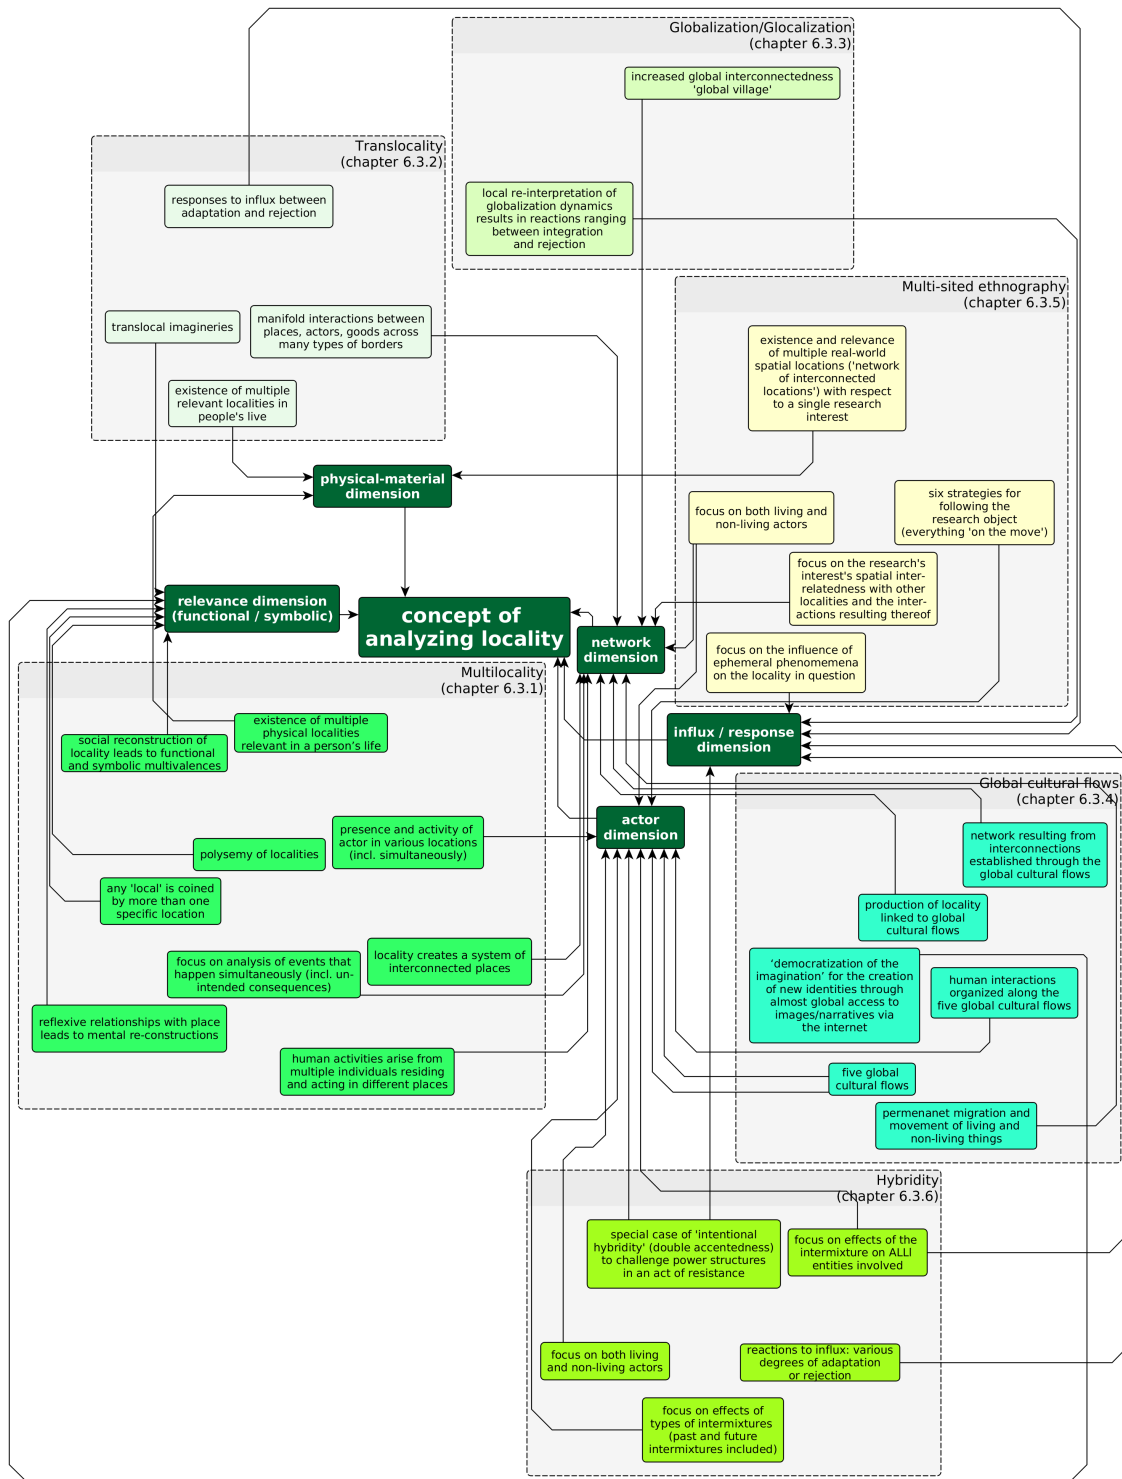 Globalization/Glocalization
(chapter 6.3.3)
increased global interconnectedness
'global village'
local re-interpretation of
globalization dynamics
results in reactions ranging
between integration
and rejection
Translocality
(chapter 6.3.2)
responses to influx between
adaptation and rejection
translocal imagineries
manifold interactions between
places, actors, goods across
many types of borders
existence of multiple
relevant localities in
people's live
Multi-sited ethnography
(chapter 6.3.5)
existence and relevance
of multiple real-world
spatial locations ('network
of interconnected
locations') with respect
to a single research
interest
focus on both living and
non-living actors
six strategies for
following the
research object
(everything 'on the move')
focus on the research's
interest's spatial inter-
relatedness with other
localities and the inter-
actions resulting thereof
focus on the influence of
ephemeral phenomemena
on the locality in question
physical-material
dimension
relevance dimension
(functional / symbolic)
concept of
analyzing locality
network
dimension
influx / response
dimension
actor
dimension
Multilocality
(chapter 6.3.1)
existence of multiple
physical localities
relevant in a person's life
social reconstruction of
locality leads to functional
and symbolic multivalences
presence and activity of
actor in various locations
(incl. simultaneously)
polysemy of localities
any 'local' is coined
by more than one
specific location
locality creates a system of
interconnected places
focus on analysis of events that
happen simultaneously (incl. un-
intended consequences)
reflexive relationships with place
leads to mental re-constructions
human activities arise from
multiple individuals residing
and acting in different places
Global cultural flows
(chapter 6.3.4)
network resulting from
interconnections
established through the
global cultural flows
production of locality
linked to global
cultural flows
‘democratization of the
imagination’ for the creation
of new identities through
almost global access to
images/narratives via
the internet
human interactions
organized along the
five global cultural flows
five global
cultural flows
permenanet migration and
movement of living and
non-living things
Hybridity
(chapter 6.3.6)
special case of 'intentional
hybridity' (double accentedness)
to challenge power structures
in an act of resistance
focus on effects of the
intermixture on ALLl
entities involved
focus on both living
and non-living actors
reactions to influx: various
degrees of adaptation
or rejection
focus on effects of
types of intermixtures
(past and future
intermixtures included)